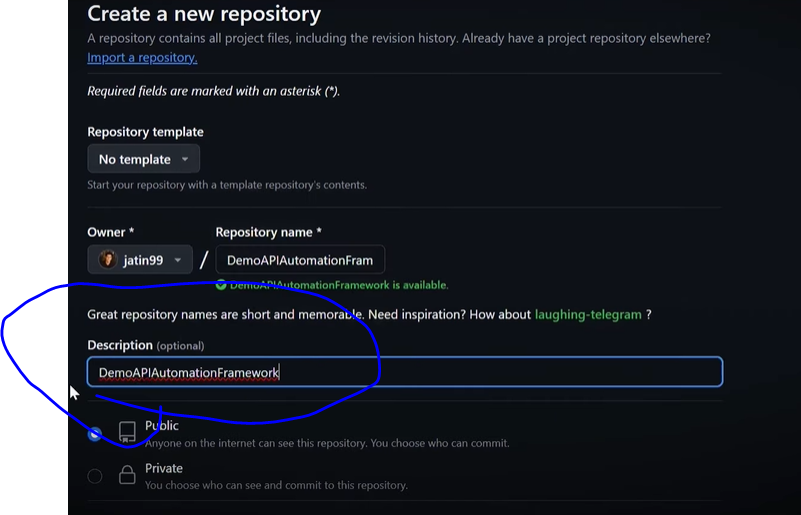 Create a new repository
A repository contains all project files, including the revision history. Already have a project repository elsewhere?
Import a repository.
Required fields are marked with an asterisk (*).
Repository template
No template
Start your repository with a template repository's contents.
Owner * Repository name *
jatin99 / DemoAPIAutomationFram
DemoAPIAutomationFramework is available.
Great repository names are short and memorable. Need inspiration? How about laughing-telegram ?
Description (optional)
DemoAPIAutomationFramework
Public
Anyone on the internet can see this repository. You choose who can commit.
Private
You choose who can see and commit to this repository.